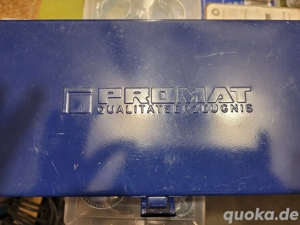 PROMAT
QUALITÄTSERZEUGNIS
quoka.de